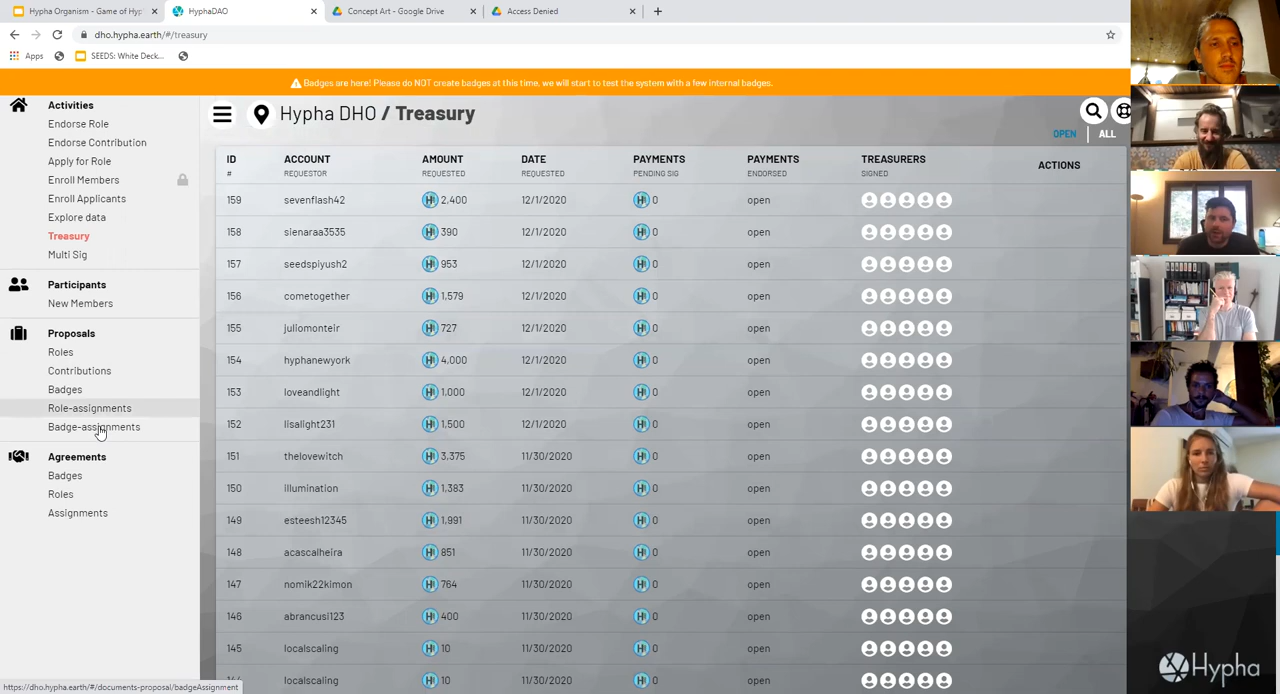 Hypha Organism - Game of Hyp
HyphaDAO
Concept Art - Google Drive
Access Denied
dho.hypha.earth/#/treasury
Apps
SEEDS: White Deck...
Badges are here! Please do NOT create badges at this time, we will start to test the system with a few internal badges.
Activities
Endorse Role
Endorse Contribution
Apply for Role
Enroll Members
Enroll Applicants
Explore data
Treasury
Multi Sig
Participants
New Members
Proposals
Roles
Contributions
Badges
Role-assignments
Badge-assignments
Agreements
Badges
Roles
Assignments
Hypha DHO / Treasury
OPEN | ALL
ID ACCOUNT AMOUNT DATE PAYMENTS PAYMENTS TREASURERS ACTIONS
# REQUESTOR REQUESTED REQUESTED PENDING SIG ENDORSED SIGNED
159 sevenflash42 2,400 12/1/2020 0 open
158 sienaraa3535 390 12/1/2020 0 open
157 seedspiyush2 953 12/1/2020 0 open
156 cometogether 1,579 12/1/2020 0 open
155 juliomonteir 727 12/1/2020 0 open
154 hyphanewyork 4,000 12/1/2020 0 open
153 loveandlight 1,000 12/1/2020 0 open
152 lisalight231 1,500 12/1/2020 0 open
151 thelovewitch 3,375 11/30/2020 0 open
150 illumination 1,383 11/30/2020 0 open
149 esteesh12345 1,991 11/30/2020 0 open
148 acascalheira 851 11/30/2020 0 open
147 nomik22kimon 764 11/30/2020 0 open
146 abrancusi123 400 11/30/2020 0 open
145 localscaling 10 11/30/2020 0 open
localscaling 10 11/30/2020 0 open
https://dho.hypha.earth/#/documents-proposal/badgeAssignment
Hypha